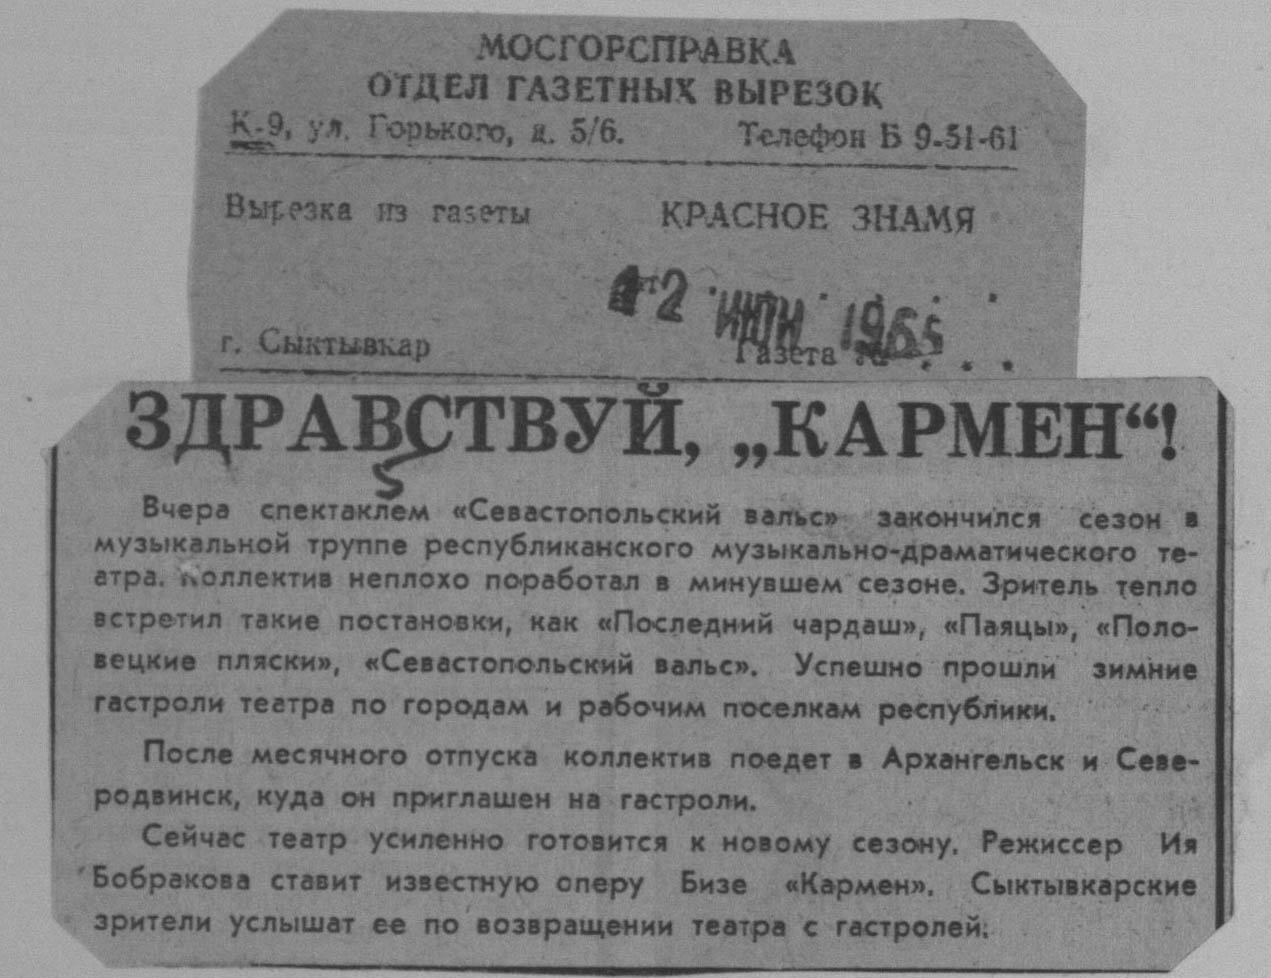 МОСГОРСПРАВКА
ОТДЕЛ ГАЗЕТНЫХ ВЫРЕЗОК
К-9, ул. Горького, д. 5/6. Телефон Б 9-51-61
Вырезка из газеты КРАСНОЕ ЗНАМЯ
от . . . .
12 ИЮН 1965
г. Сыктывкар Газета № . . .
ЗДРАВСТВУЙ, „КАРМЕН“!
Вчера спектаклем «Севастопольский вальс» закончился сезон в
музыкальной труппе республиканского музыкально-драматического те-
атра. Коллектив неплохо поработал в минувшем сезоне. Зритель тепло
встретил такие постановки, как «Последний чардаш», «Паяцы», «Поло-
вецкие пляски», «Севастопольский вальс». Успешно прошли зимние
гастроли театра по городам и рабочим поселкам республики.
После месячного отпуска коллектив поедет в Архангельск и Севе-
родвинск, куда он приглашен на гастроли.
Сейчас театр усиленно готовится к новому сезону. Режиссер Ия
Бобракова ставит известную оперу Бизе «Кармен». Сыктывкарские
зрители услышат ее по возвращении театра с гастролей.